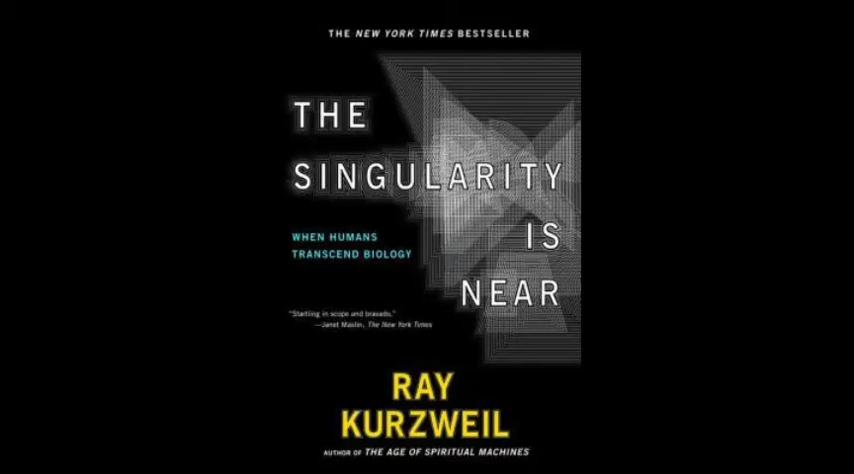 THE NEW YORK TIMES BESTSELLER
THE
SINGULARITY
IS
NEAR
WHEN HUMANS
TRANSCEND BIOLOGY
"Startling in scope and bravado."
—Janet Maslin, The New York Times
RAY
KURZWEIL
AUTHOR OF THE AGE OF SPIRITUAL MACHINES